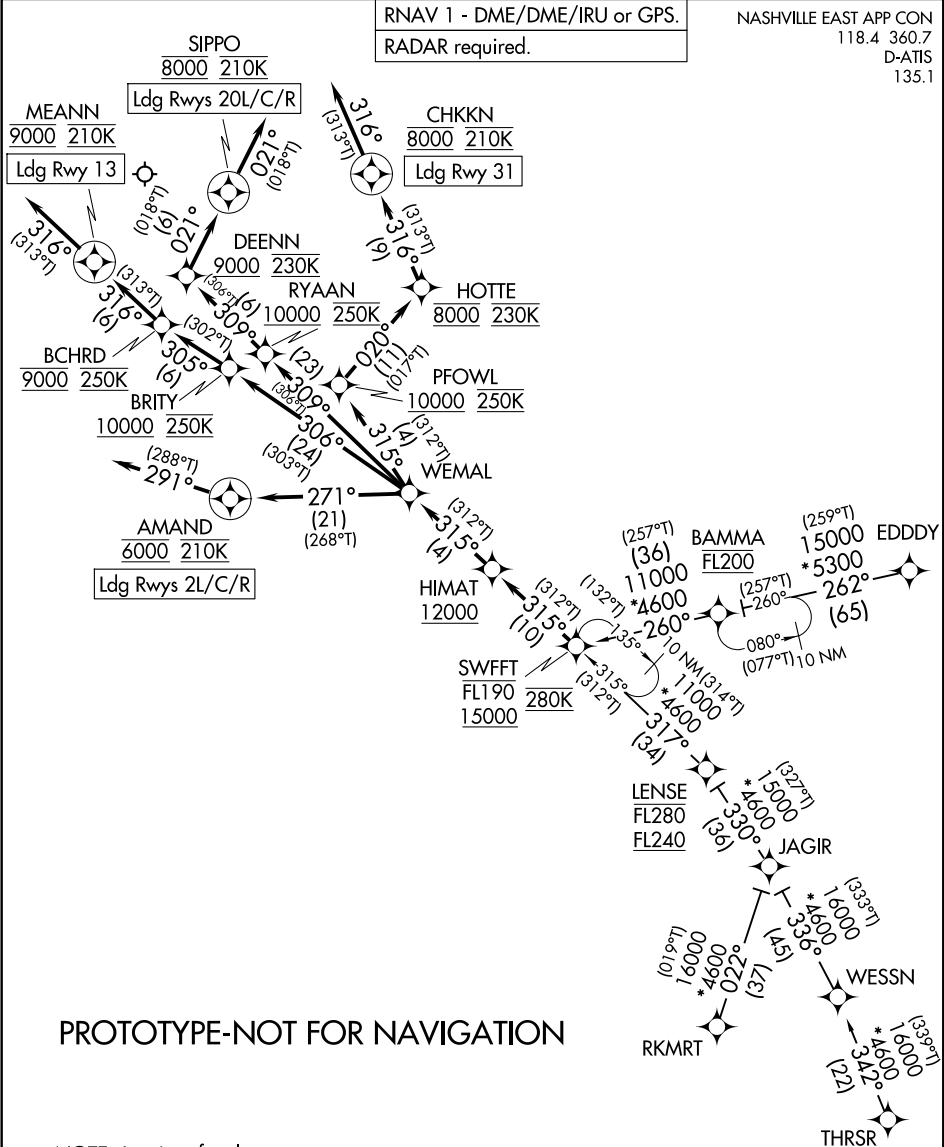 RNAV 1 - DME/DME/IRU or GPS.
RADAR required.
NASHVILLE EAST APP CON
118.4 360.7
D-ATIS
135.1
SIPPO
8000 210K
Ldg Rwys 20L/C/R
MEANN
9000 210K
Ldg Rwy 13
CHKKN
8000 210K
Ldg Rwy 31
316°
(313°T)
021°
(018°T)
316°
(313°T)
(018°T)
(6)
021°
(313°T)
316°
(9)
DEENN
9000 230K
(306°T)
(6)
309°
RYAAN
10000 250K
HOTTE
8000 230K
(313°T)
316°
(6)
(302°T)
305°
(6)
BCHRD
9000 250K
BRITY
10000 250K
020°
(11)
(017°T)
PFOWL
10000 250K
(23)
309°
(306°T)
306°
(24)
(303°T)
(312°T)
(4)
315°
WEMAL
(288°T)
291°
271°
(21)
(268°T)
AMAND
6000 210K
Ldg Rwys 2L/C/R
(312°T)
315°
(4)
HIMAT
12000
(312°T)
315°
(10)
(257°T)
(36)
11000
*4600
260°
BAMMA
FL200
(259°T)
15000
*5300
262°
(65)
EDDDY
(257°T)
260°
080°
(077°T)
10 NM
(132°T)
135°
10 NM
315°
(312°T)
SWFFT
FL190
15000
280K
(314°T)
11000
*4600
317°
(34)
LENSE
FL280
FL240
(327°T)
15000
*4600
330°
(36)
JAGIR
(333°T)
16000
*4600
336°
(45)
(019°T)
16000
*4600
022°
(37)
WESSN
RKMRT
(339°T)
16000
*4600
342°
(22)
THRSR
PROTOTYPE-NOT FOR NAVIGATION